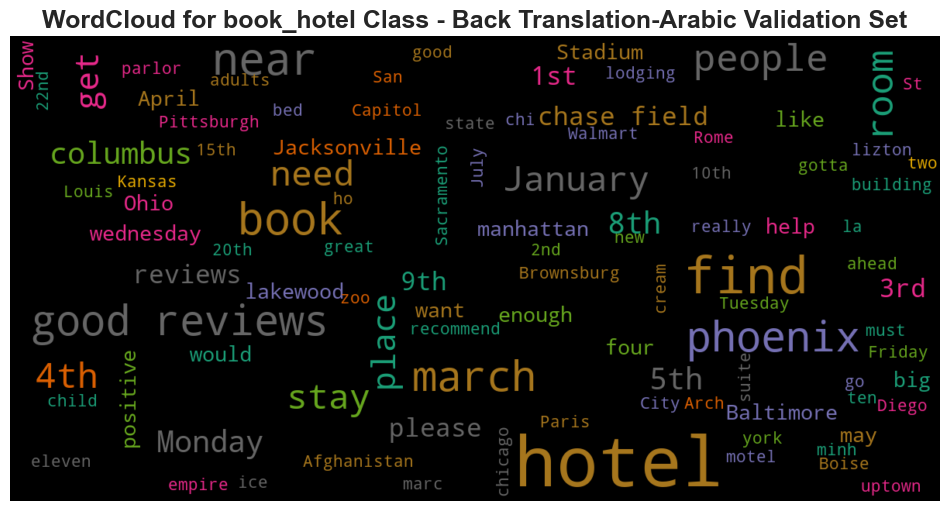 WordCloud for book_hotel Class - Back Translation-Arabic Validation Set
Show
22nd
get
parlor
adults
near
San
good
Stadium
lodging
1st
people
room
St
April
Pittsburgh
bed
Capitol
state
chi
chase field
Walmart
Rome
like
lizton
two
columbus
15th
Jacksonville
Sacramento
July
January
10th
gotta
building
Louis
Kansas
Ohio
need
ho
book
wednesday
20th
great
manhattan
8th
new
2nd
really
help
la
reviews
lakewood
zoo
9th
Brownsburg
cream
find
Tuesday
ahead
3rd
good reviews
place
want
recommend
enough
phoenix
must
Friday
would
four
4th
child
positive
stay
march
5th
suite
City
Arch
Baltimore
go
ten
big
Diego
Monday
please
Paris
york
motel
may
minh
Boise
eleven
empire
ice
Afghanistan
marc
chicago
hotel
uptown